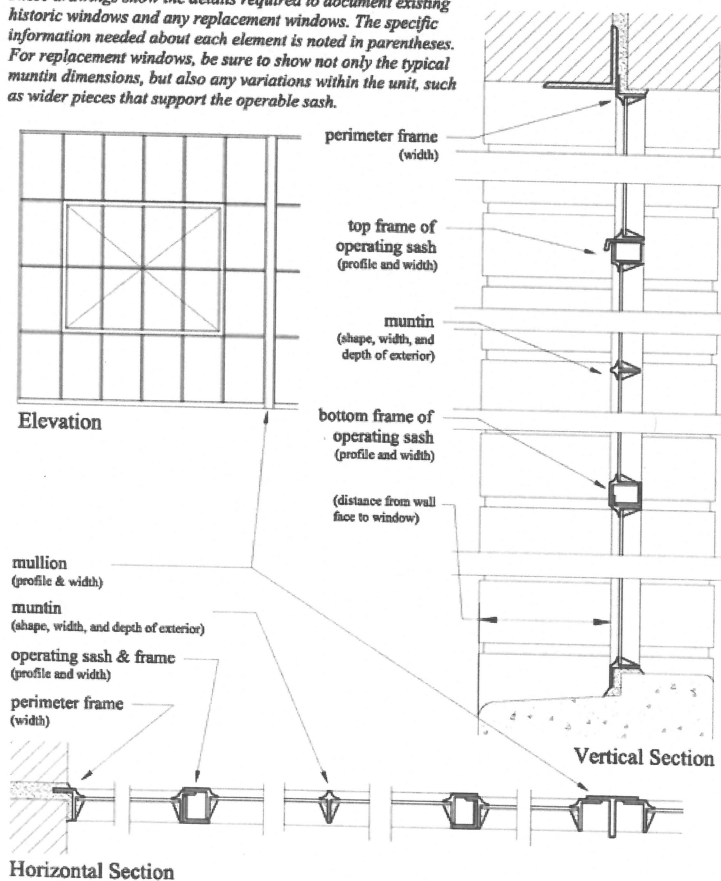 historic windows and any replacement windows. The specific
information needed about each element is noted in parentheses.
For replacement windows, be sure to show not only the typical
muntin dimensions, but also any variations within the unit, such
as wider pieces that support the operable sash.
perimeter frame
(width)
top frame of
operating sash
(profile and width)
muntin
(shape, width, and
depth of exterior)
Elevation
bottom frame of
operating sash
(profile and width)
(distance from wall
face to window)
mullion
(profile & width)
muntin
(shape, width, and depth of exterior)
operating sash & frame
(profile and width)
perimeter frame
(width)
Vertical Section
Horizontal Section